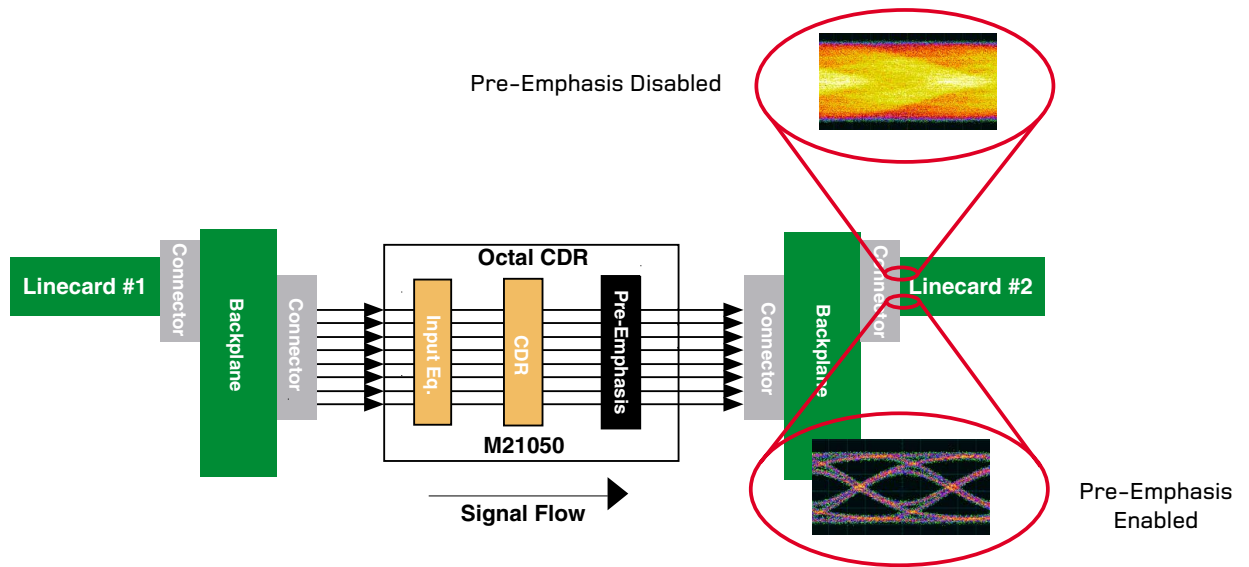 Pre-Emphasis Disabled
Linecard #1
Connector
Backplane
Connector
Octal CDR
Input Eq.
CDR
Pre-Emphasis
M21050
Signal Flow
Connector
Backplane
Connector
Linecard #2
Pre-Emphasis
Enabled